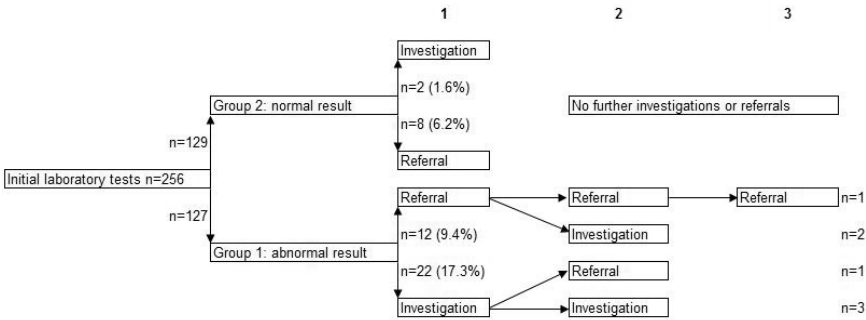 1 2 3
Investigation
n=2 (1.6%)
Group 2: normal result No further investigations or referrals
n=8 (6.2%)
n=129
Referral
Initial laboratory tests n=256
Referral Referral Referral n=1
n=127
n=12 (9.4%) Investigation n=2
Group 1: abnormal result
n=22 (17.3%) Referral n=1
Investigation Investigation n=3